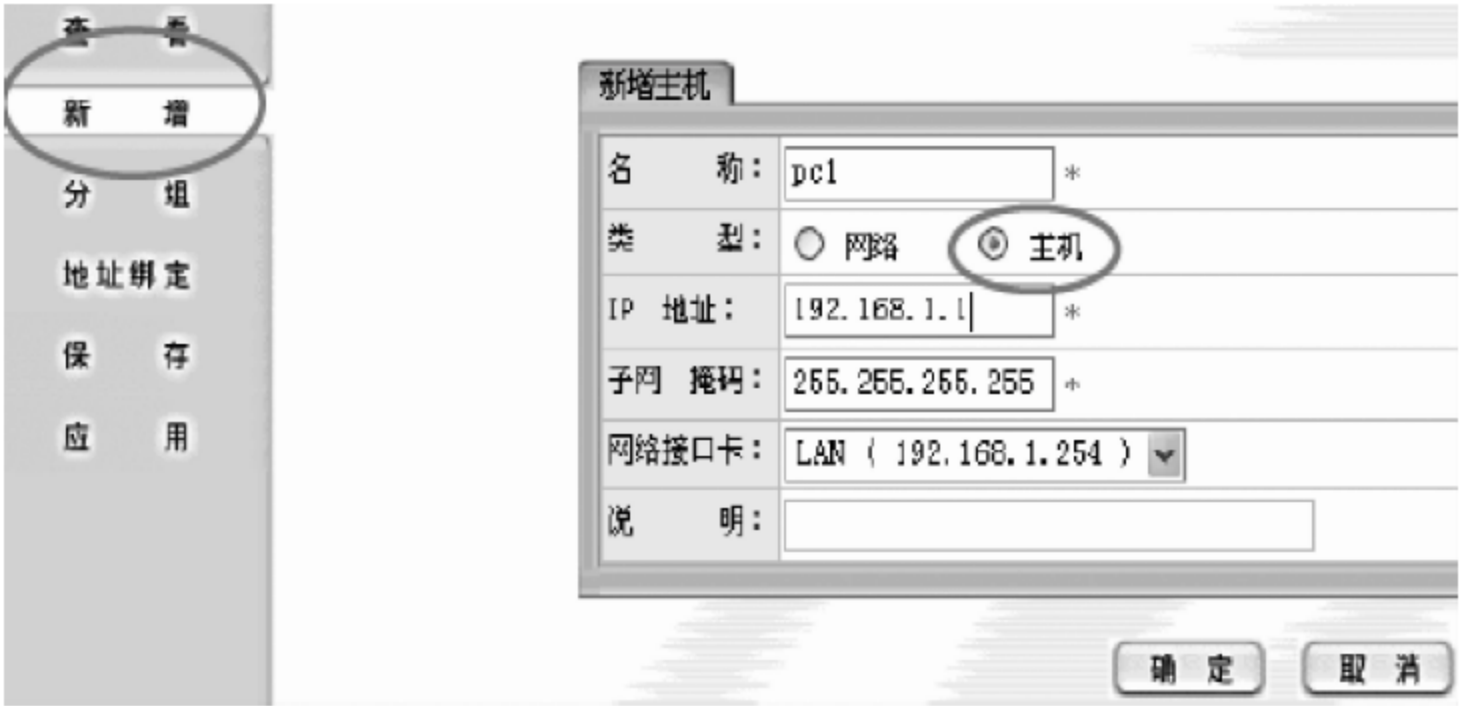 查 看
新 增
分 组
地址绑定
保 存
应 用
新增主机
名 称： pc1 *
类 型： 网络 主机
IP 地址： 192.168.1.1 *
子网 掩码： 255.255.255.255 *
网络接口卡： LAN ( 192.168.1.254 )
说 明：
确 定 取 消